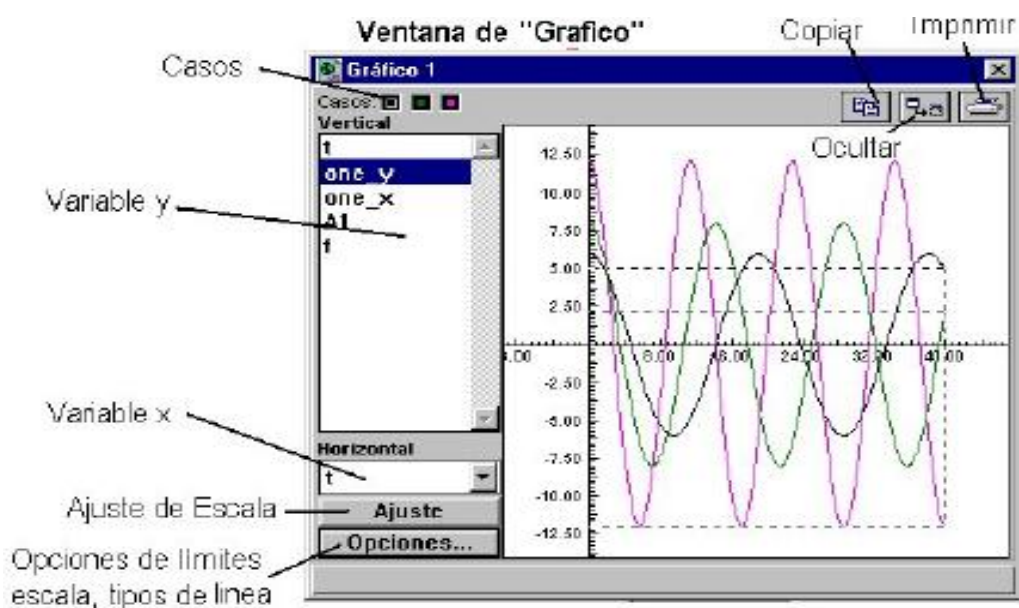 Ventana de "Grafico"
Copiar
Imprimir
Casos
Gráfico 1
Casos:
Vertical
Ocultar
t
one_y
one_x
A1
f
Variable y
12.50
10.00
7.50
5.00
2.50
8.00
16.00
24.00
32.00
40.00
-2.50
-5.00
-7.50
-10.00
-12.50
Variable x
Horizontal
t
Ajuste de Escala
Ajuste
Opciones...
Opciones de límites
escala, tipos de linea